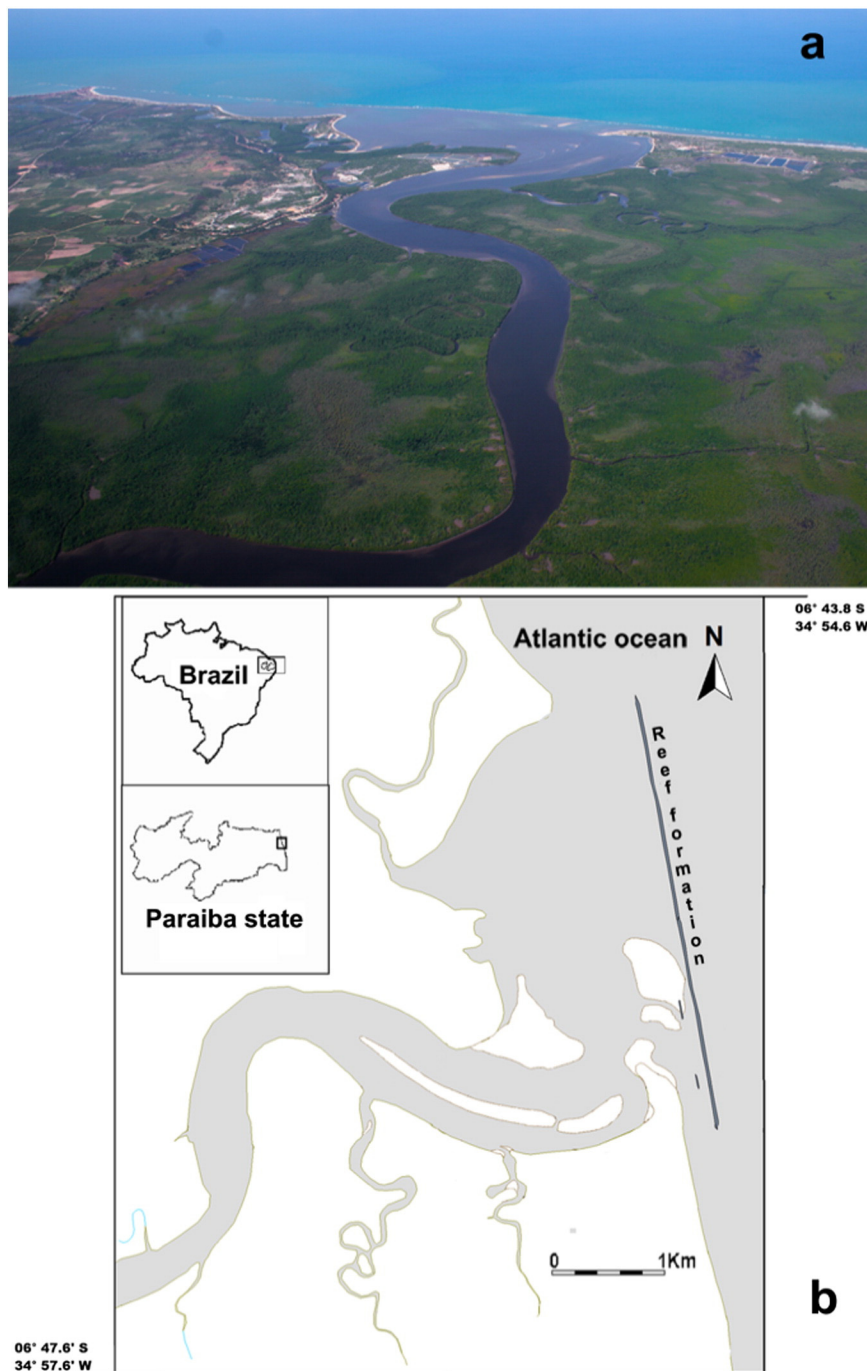 a
06° 43.8 S
34° 54.6 W
Atlantic ocean N
Brazil
Reef formation
Paraiba state
0 1Km
b
06° 47.6' S
34° 57.6' W